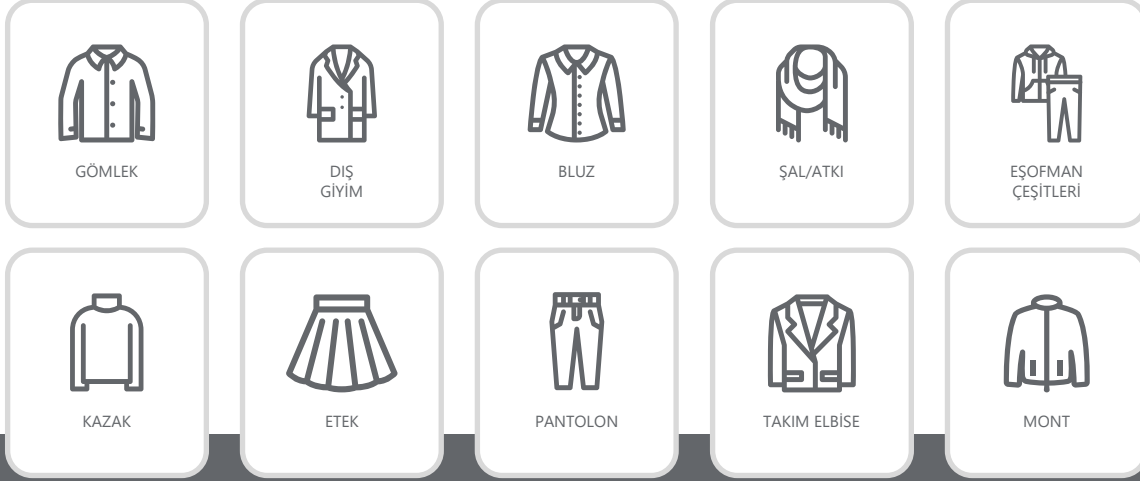 GÖMLEK
DIŞ
GİYİM
BLUZ
ŞAL/ATKI
EŞOFMAN
ÇEŞİTLERİ
KAZAK
ETEK
PANTOLON
TAKIM ELBİSE
MONT